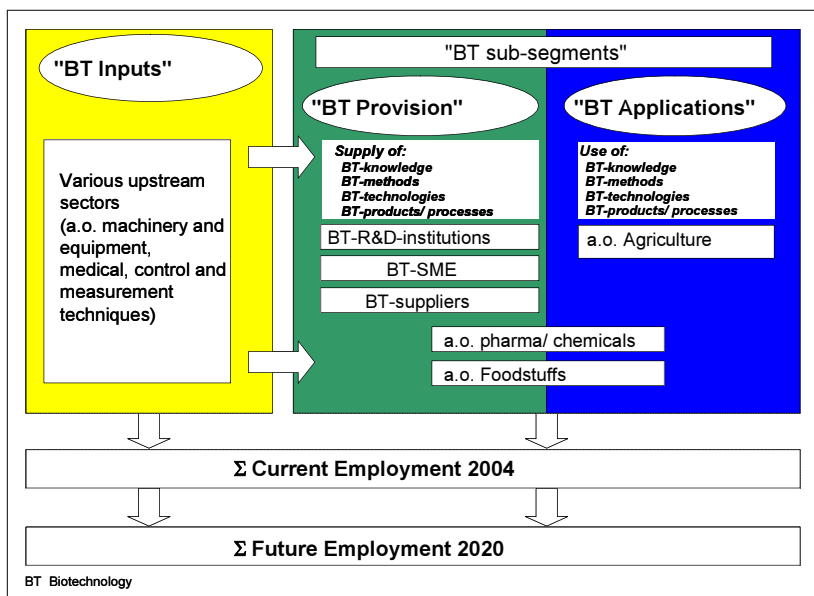 "BT Inputs"
Various upstream
sectors
(a.o. machinery and
equipment,
medical, control and
measurement
techniques)
"BT sub-segments"
"BT Provision"
Supply of:
BT-knowledge
BT-methods
BT-technologies
BT-products/ processes
BT-R&D-institutions
BT-SME
BT-suppliers
"BT Applications"
Use of:
BT-knowledge
BT-methods
BT-technologies
BT-products/ processes
a.o. Agriculture
a.o. pharma/ chemicals
a.o. Foodstuffs
Σ Current Employment 2004
Σ Future Employment 2020
BT Biotechnology